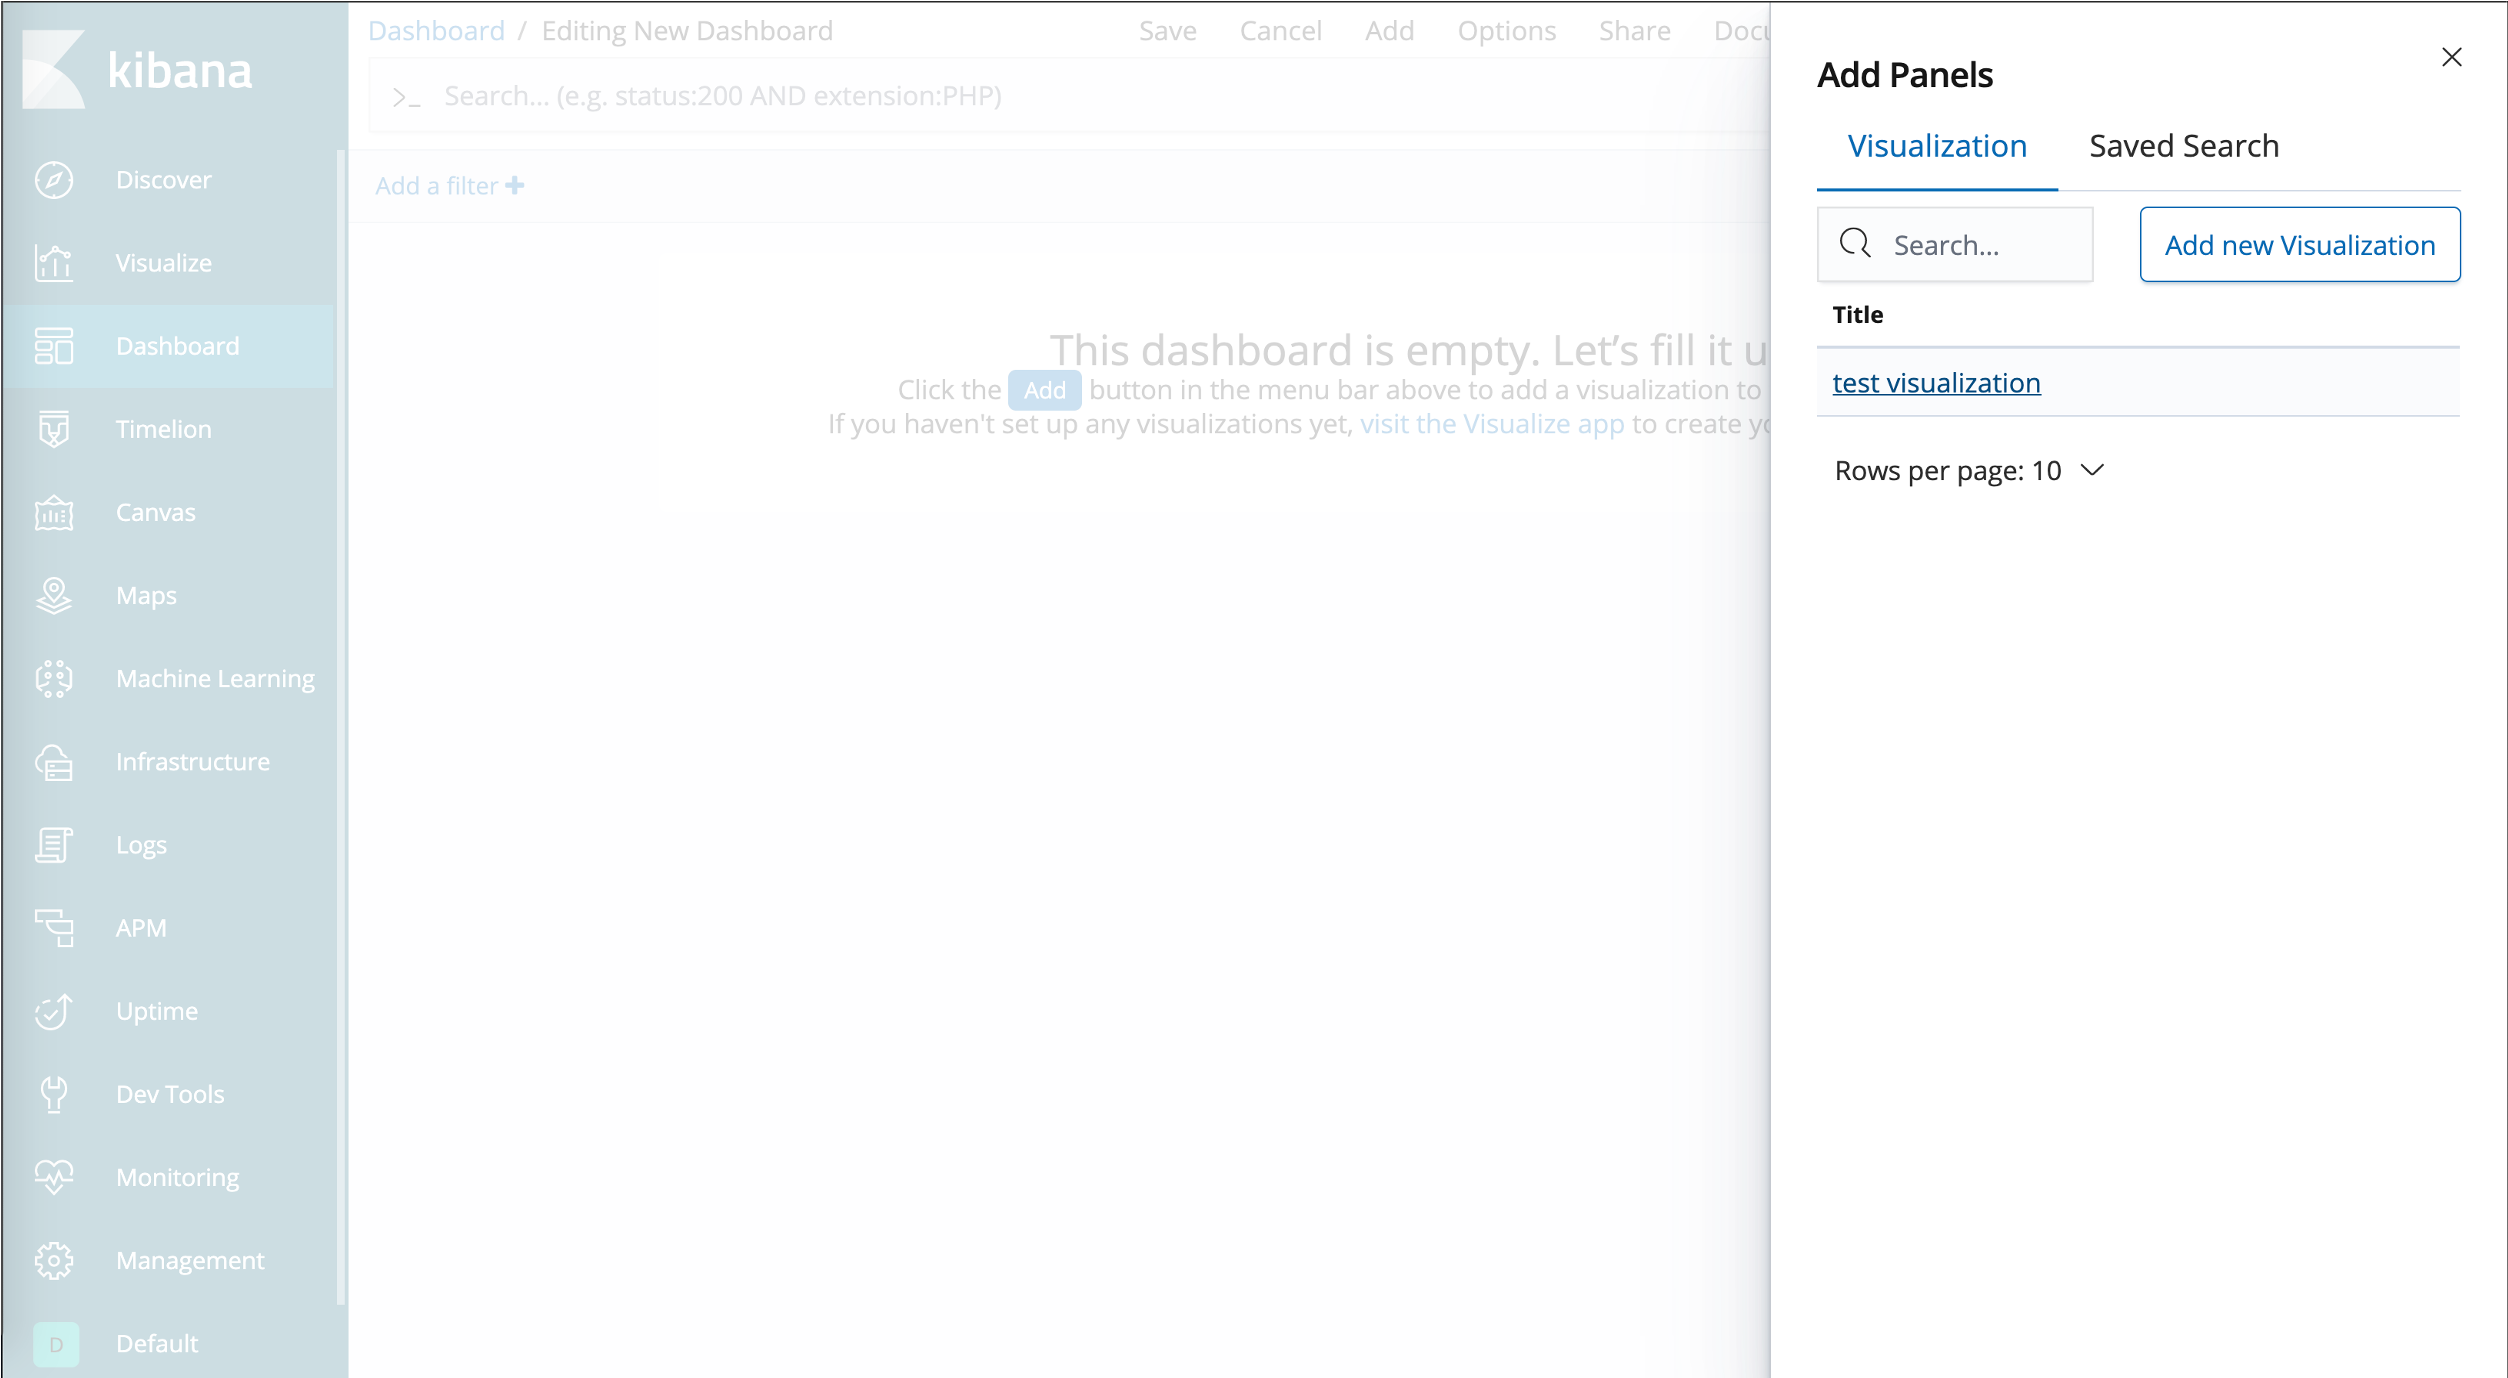 kibana
Discover
Visualize
Dashboard
Timelion
Canvas
Maps
Machine Learning
Infrastructure
Logs
APM
Uptime
Dev Tools
Monitoring
Management
D Default
Dashboard / Editing New Dashboard
Save Cancel Add Options Share Docu
>_ Search... (e.g. status:200 AND extension:PHP)
Add a filter +
This dashboard is empty. Let’s fill it u
Click the Add button in the menu bar above to add a visualization to
If you haven't set up any visualizations yet, visit the Visualize app to create yo
Add Panels
Visualization Saved Search
Search...
Add new Visualization
Title
test visualization
Rows per page: 10